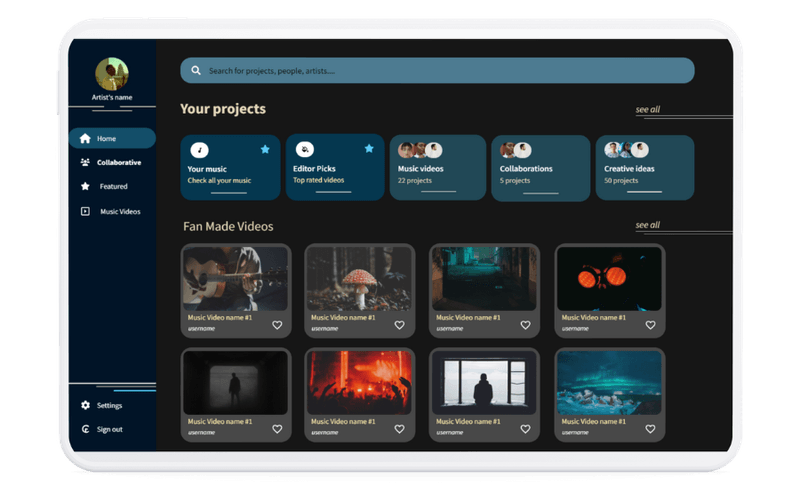 Artist's name
Home
Collaborative
Featured
Music Videos
Settings
Sign out
Search for projects, people, artists....
Your projects
see all
Your music
Check all your music
Editor Picks
Top rated videos
Music videos
22 projects
Collaborations
5 projects
Creative ideas
50 projects
Fan Made Videos
see all
Music Video name #1
username
Music Video name #1
username
Music Video name #1
username
Music Video name #1
username
Music Video name #1
username
Music Video name #1
username
Music Video name #1
username
Music Video name #1
username